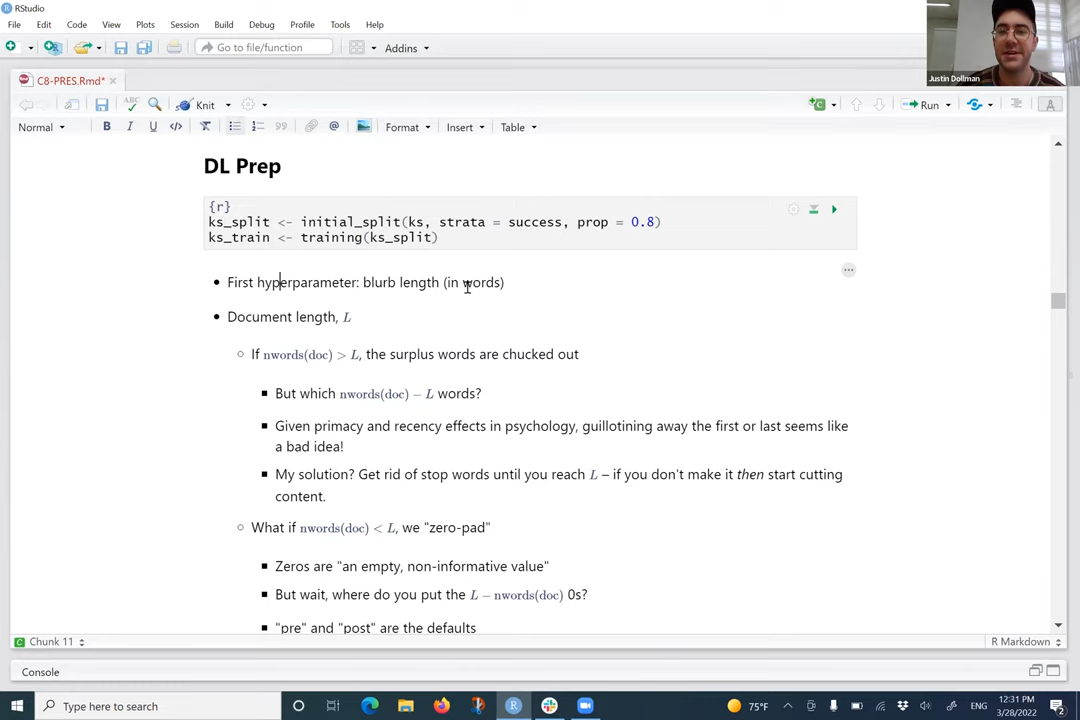 RStudio
File Edit Code View Plots Session Build Debug Profile Tools Help
Go to file/function Addins
Justin Dollman
C8-PRES.Rmd*
ABC Knit Run
Normal B I U Format Insert Table
DL Prep
{r}
ks_split <- initial_split(ks, strata = success, prop = 0.8)
ks_train <- training(ks_split)
First hyperparameter: blurb length (in words)
Document length, L
If nwords(doc) > L, the surplus words are chucked out
But which nwords(doc) − L words?
Given primacy and recency effects in psychology, guillotining away the first or last seems like
a bad idea!
My solution? Get rid of stop words until you reach L – if you don't make it then start cutting
content.
What if nwords(doc) < L, we "zero-pad"
Zeros are "an empty, non-informative value"
But wait, where do you put the L − nwords(doc) 0s?
"pre" and "post" are the defaults
Chunk 11 R Markdown
Console
Type here to search 75°F ENG 12:31 PM
3/28/2022